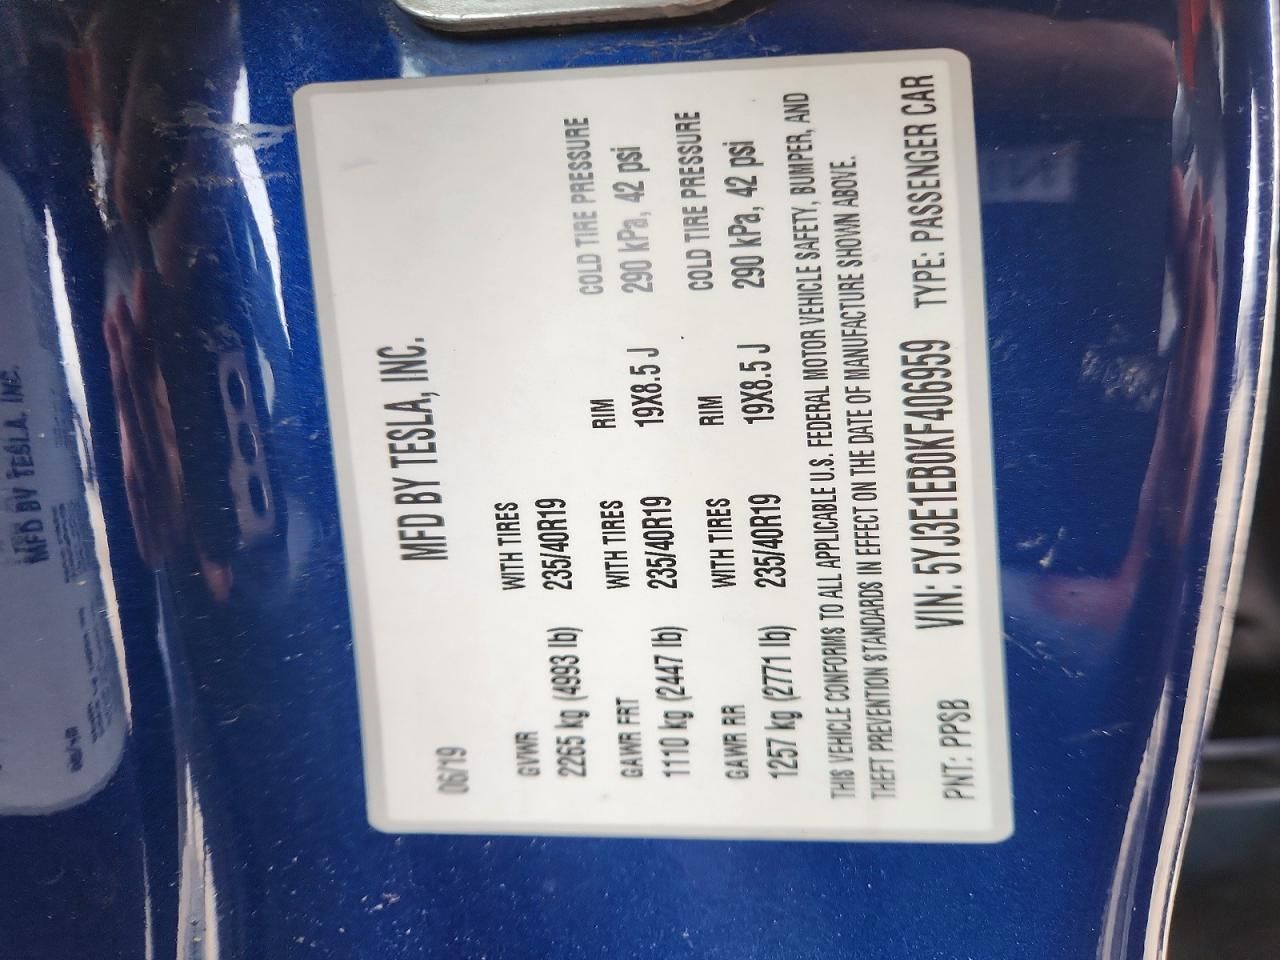 MFD BY TESLA, INC.
06/19
GVWR WITH TIRES
2265 kg (4993 lb) 235/40R19
GAWR FRT WITH TIRES RIM COLD TIRE PRESSURE
1110 kg (2447 lb) 235/40R19 19X8.5 J 290 kPa, 42 psi
GAWR RR WITH TIRES RIM COLD TIRE PRESSURE
1257 kg (2771 lb) 235/40R19 19X8.5 J 290 kPa, 42 psi
THIS VEHICLE CONFORMS TO ALL APPLICABLE U.S. FEDERAL MOTOR VEHICLE SAFETY, BUMPER, AND
THEFT PREVENTION STANDARDS IN EFFECT ON THE DATE OF MANUFACTURE SHOWN ABOVE.
PNT: PPSB VIN: 5YJ3E1EB0KF406959 TYPE: PASSENGER CAR
MFD BY TESLA, INC.